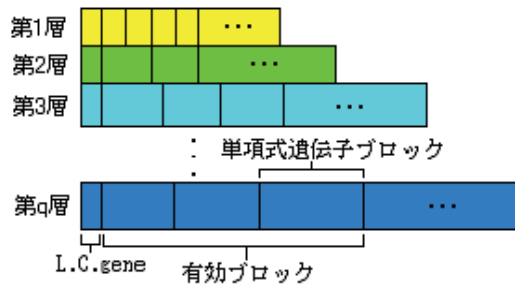 第1層 ･･･
第2層 ･･･
第3層 ･･･
単項式遺伝子ブロック
第q層 ･･･
L.C.gene
有効ブロック